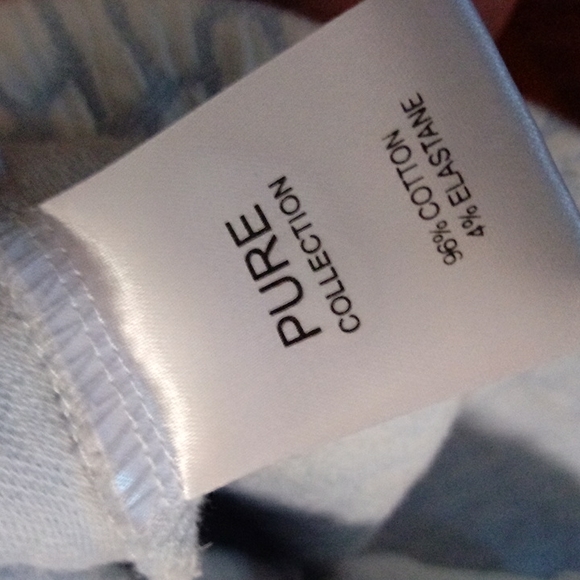 PURE
COLLECTION
96% COTTON
4% ELASTANE